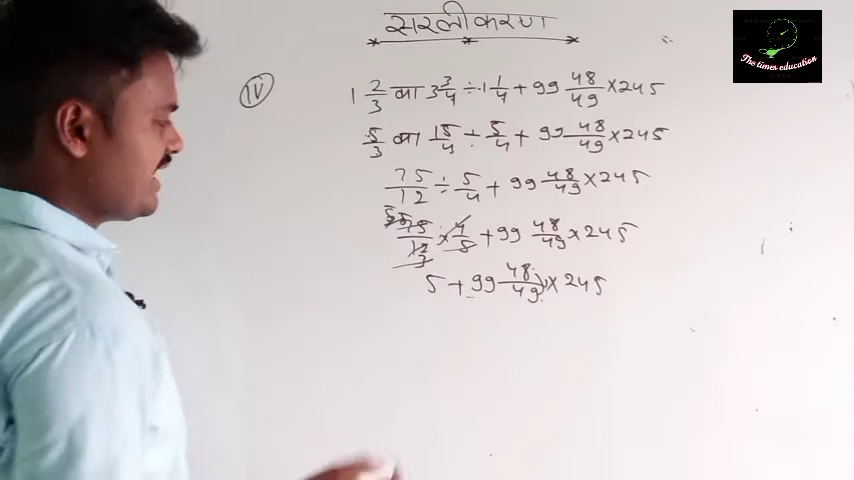 सरलीकरण
The times education
IV 1 2/3 का 3 3/4 ÷ 1 1/4 + 99 48/49 × 245
5/3 का 15/4 ÷ 5/4 + 99 48/49 × 245
75/12 ÷ 5/4 + 99 48/49 × 245
75/12 × 4/5 + 99 48/49 × 245
5 + 99 48/49 × 245